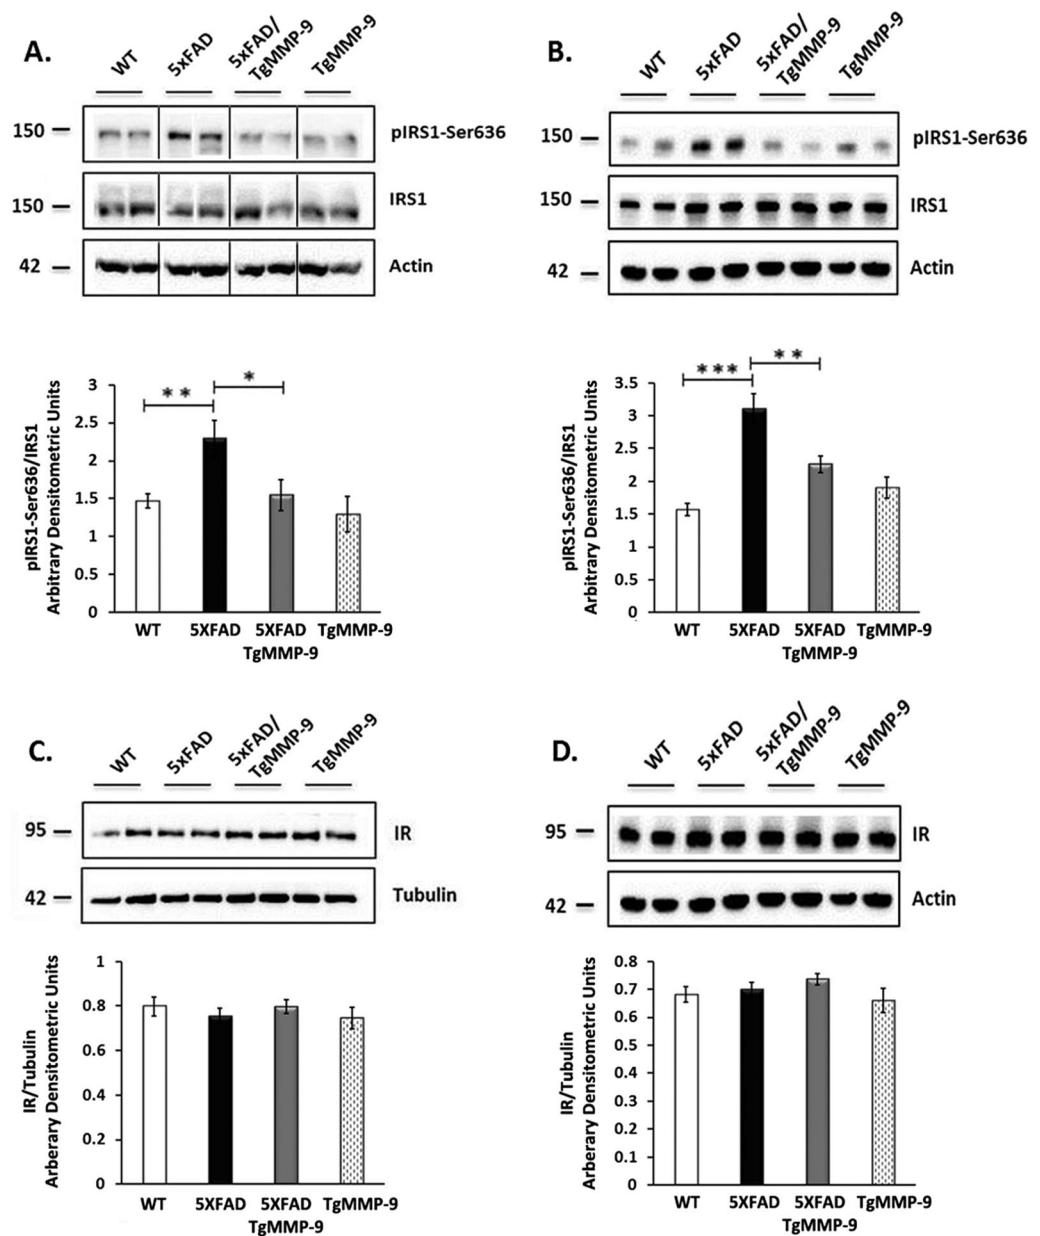 A.
WT
5xFAD
5xFAD/
TgMMP-9
TgMMP-9
150
pIRS1-Ser636
150
IRS1
42
Actin
pIRS1-Ser636/IRS1
Arbitrary Densitometric Units
3
2.5
2
1.5
1
0.5
0
**
*
WT
5XFAD
5XFAD
TgMMP-9
TgMMP-9
B.
WT
5xFAD
5xFAD/
TgMMP-9
TgMMP-9
150
pIRS1-Ser636
150
IRS1
42
Actin
pIRS1-Ser636/IRS1
Arbitrary Densitometric Units
3.5
3
2.5
2
1.5
1
0.5
0
***
**
WT
5XFAD
5XFAD
TgMMP-9
TgMMP-9
C.
WT
5xFAD
5xFAD/
TgMMP-9
TgMMP-9
95
IR
42
Tubulin
IR/Tubulin
Arberary Densitometric Units
1
0.8
0.6
0.4
0.2
0
WT
5XFAD
5XFAD
TgMMP-9
TgMMP-9
D.
WT
5xFAD
5xFAD/
TgMMP-9
TgMMP-9
95
IR
42
Actin
IR/Tubulin
Arberary Densitometric Units
0.8
0.7
0.6
0.5
0.4
0.3
0.2
0.1
0
WT
5XFAD
5XFAD
TgMMP-9
TgMMP-9